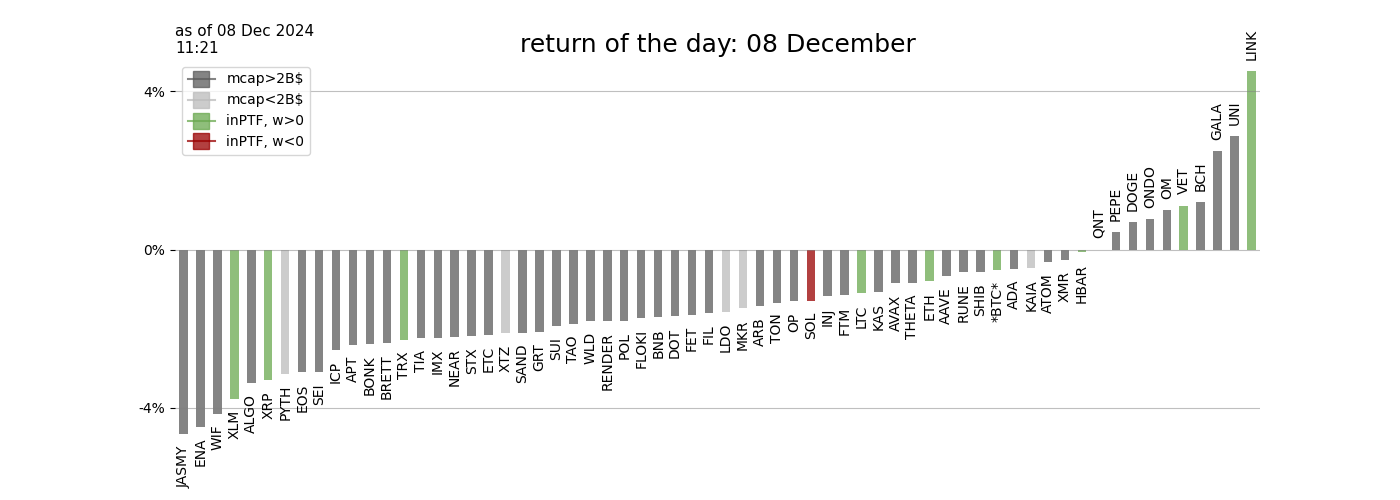 as of 08 Dec 2024
11:21
return of the day: 08 December
mcap>2B$
mcap<2B$
inPTF, w>0
inPTF, w<0
4%
0%
-4%
JASMY
ENA
WIF
XLM
ALGO
XRP
PYTH
EOS
SEI
ICP
APT
BONK
BRETT
TRX
TIA
IMX
NEAR
STX
ETC
XTZ
SAND
GRT
SUI
TAO
WLD
RENDER
POL
FLOKI
BNB
DOT
FET
FIL
LDO
MKR
ARB
TON
OP
SOL
INJ
FTM
LTC
KAS
AVAX
THETA
ETH
AAVE
RUNE
SHIB
*BTC*
ADA
KAIA
ATOM
XMR
HBAR
QNT
PEPE
DOGE
ONDO
OM
VET
BCH
GALA
UNI
LINK